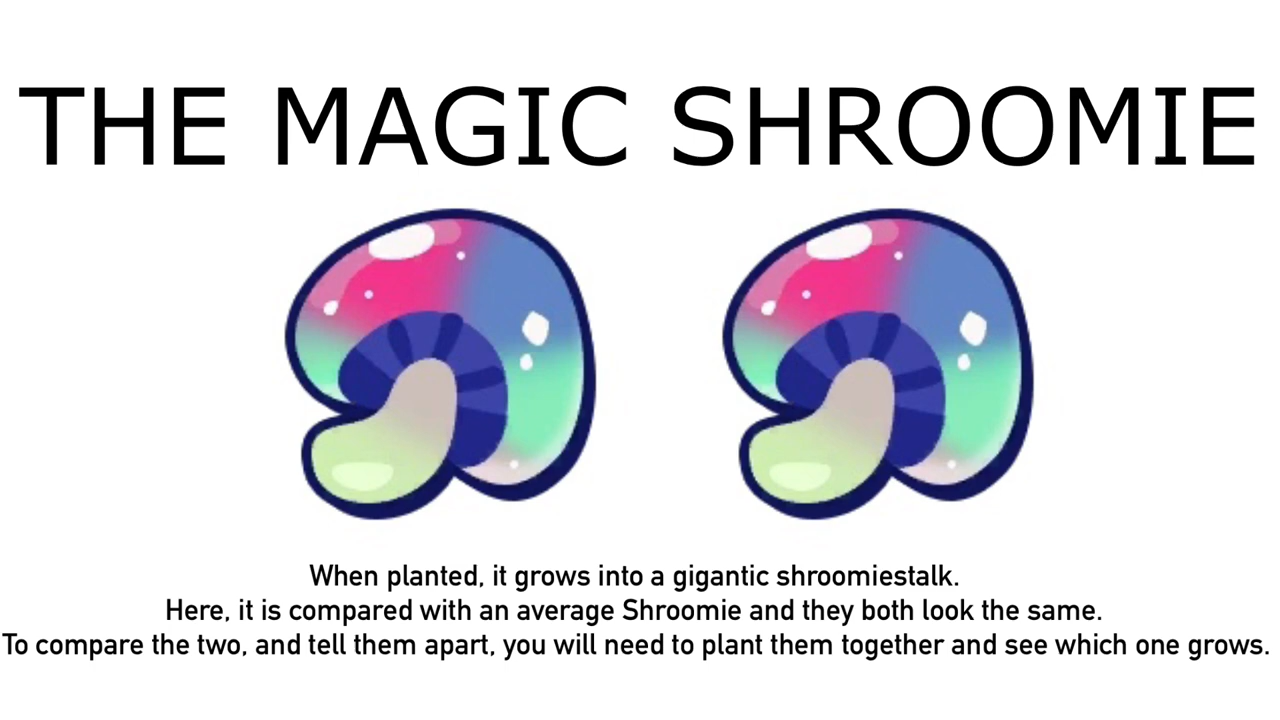 THE MAGIC SHROOMIE
When planted, it grows into a gigantic shroomiestalk.
Here, it is compared with an average Shroomie and they both look the same.
To compare the two, and tell them apart, you will need to plant them together and see which one grows.